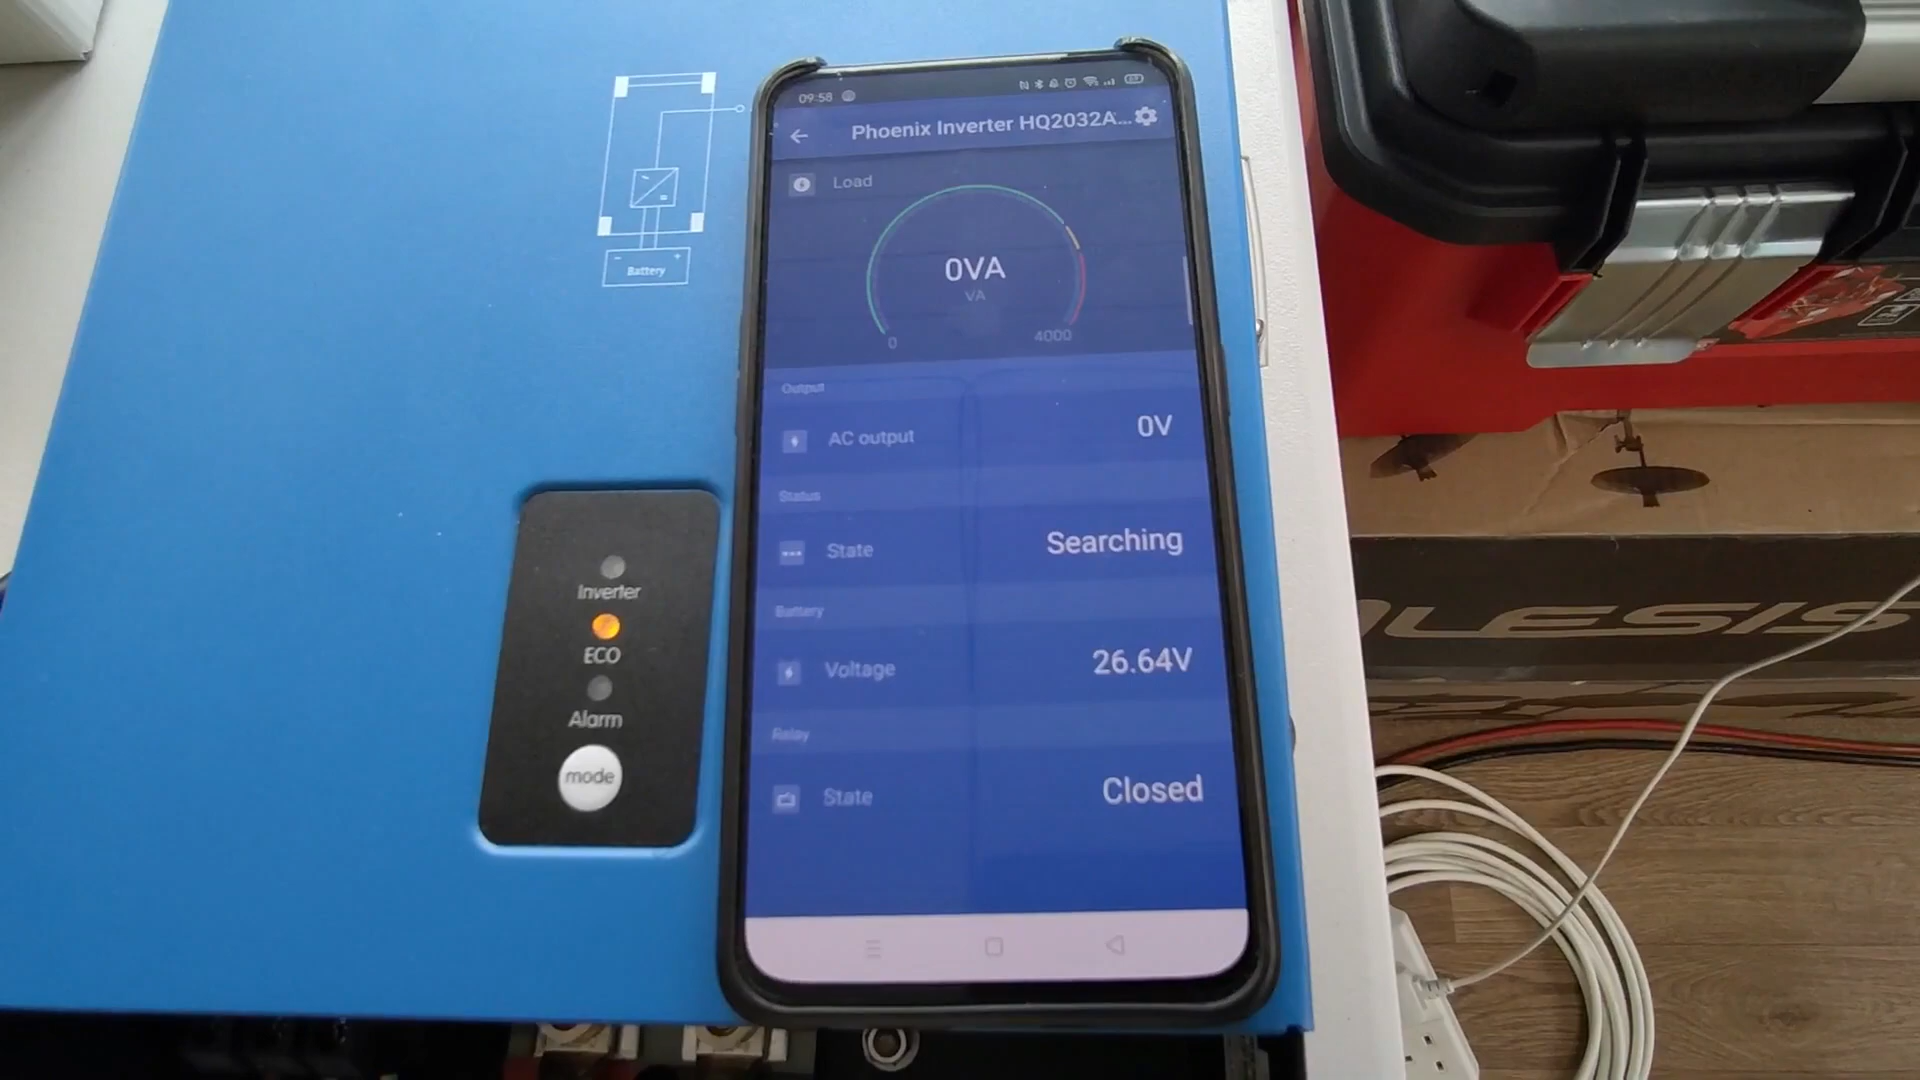 09:58
Phoenix Inverter HQ2032A...
Load
0VA
VA
0
4000
Output
AC output
0V
Status
State
Searching
Battery
Voltage
26.64V
Relay
State
Closed
- +
Battery
Inverter
ECO
Alarm
mode